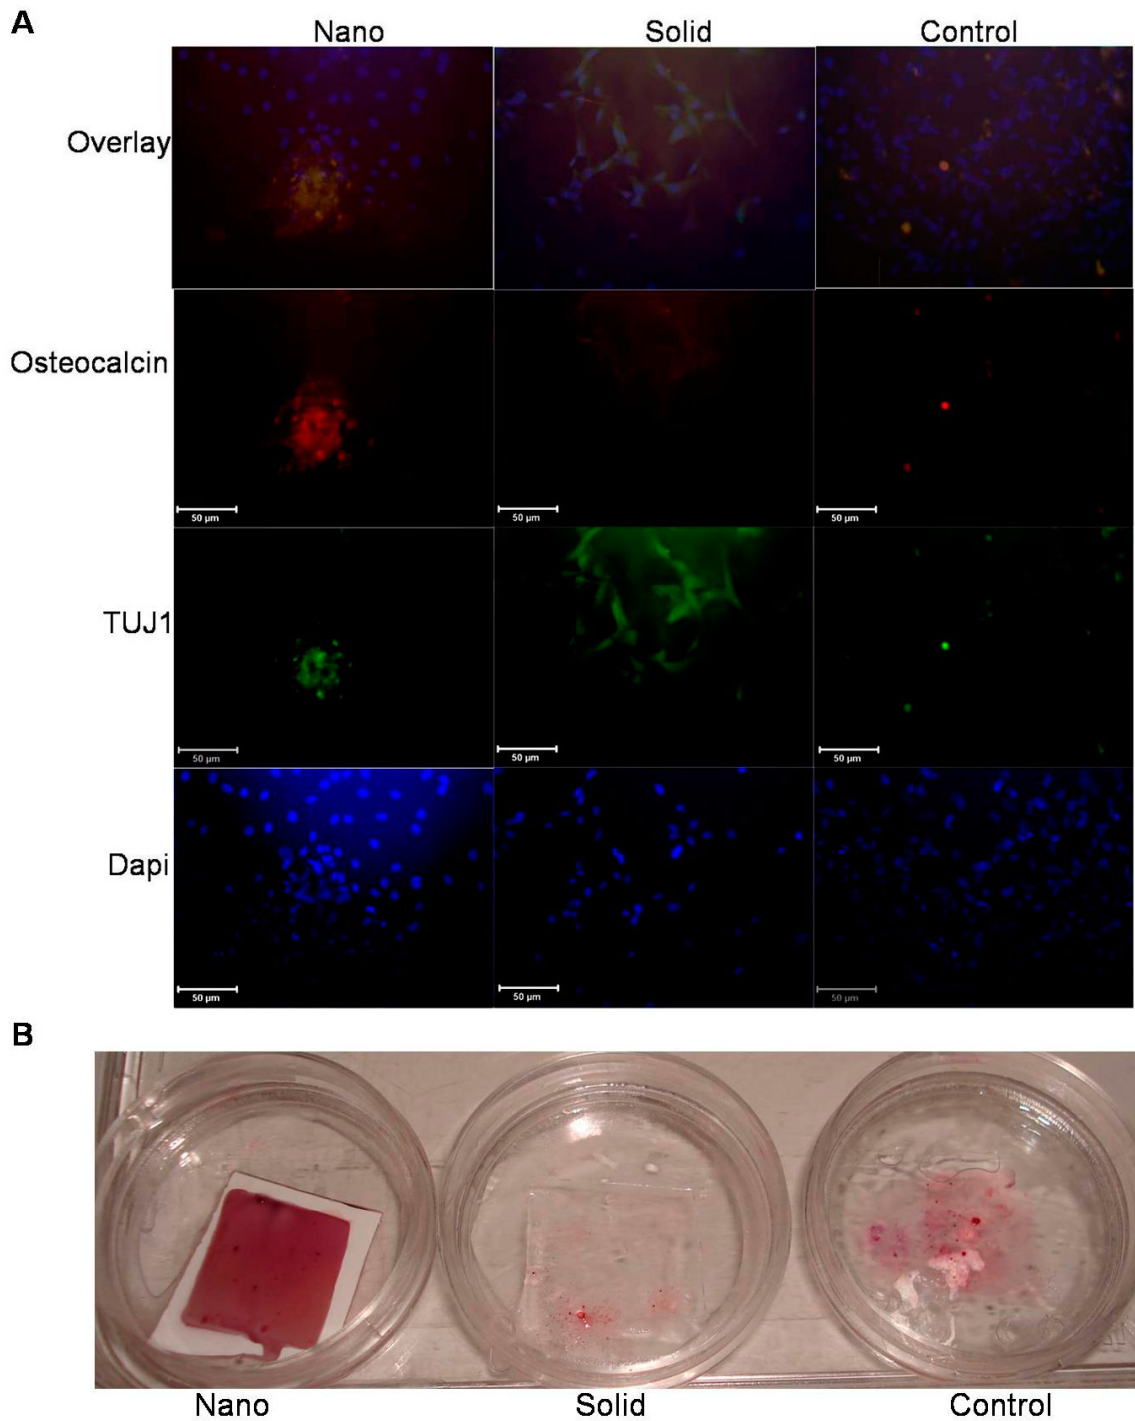 A
Nano Solid Control
Overlay
Osteocalcin
50 µm 50 µm 50 µm
TUJ1
50 µm 50 µm 50 µm
Dapi
50 µm 50 µm 50 µm
B
Nano Solid Control